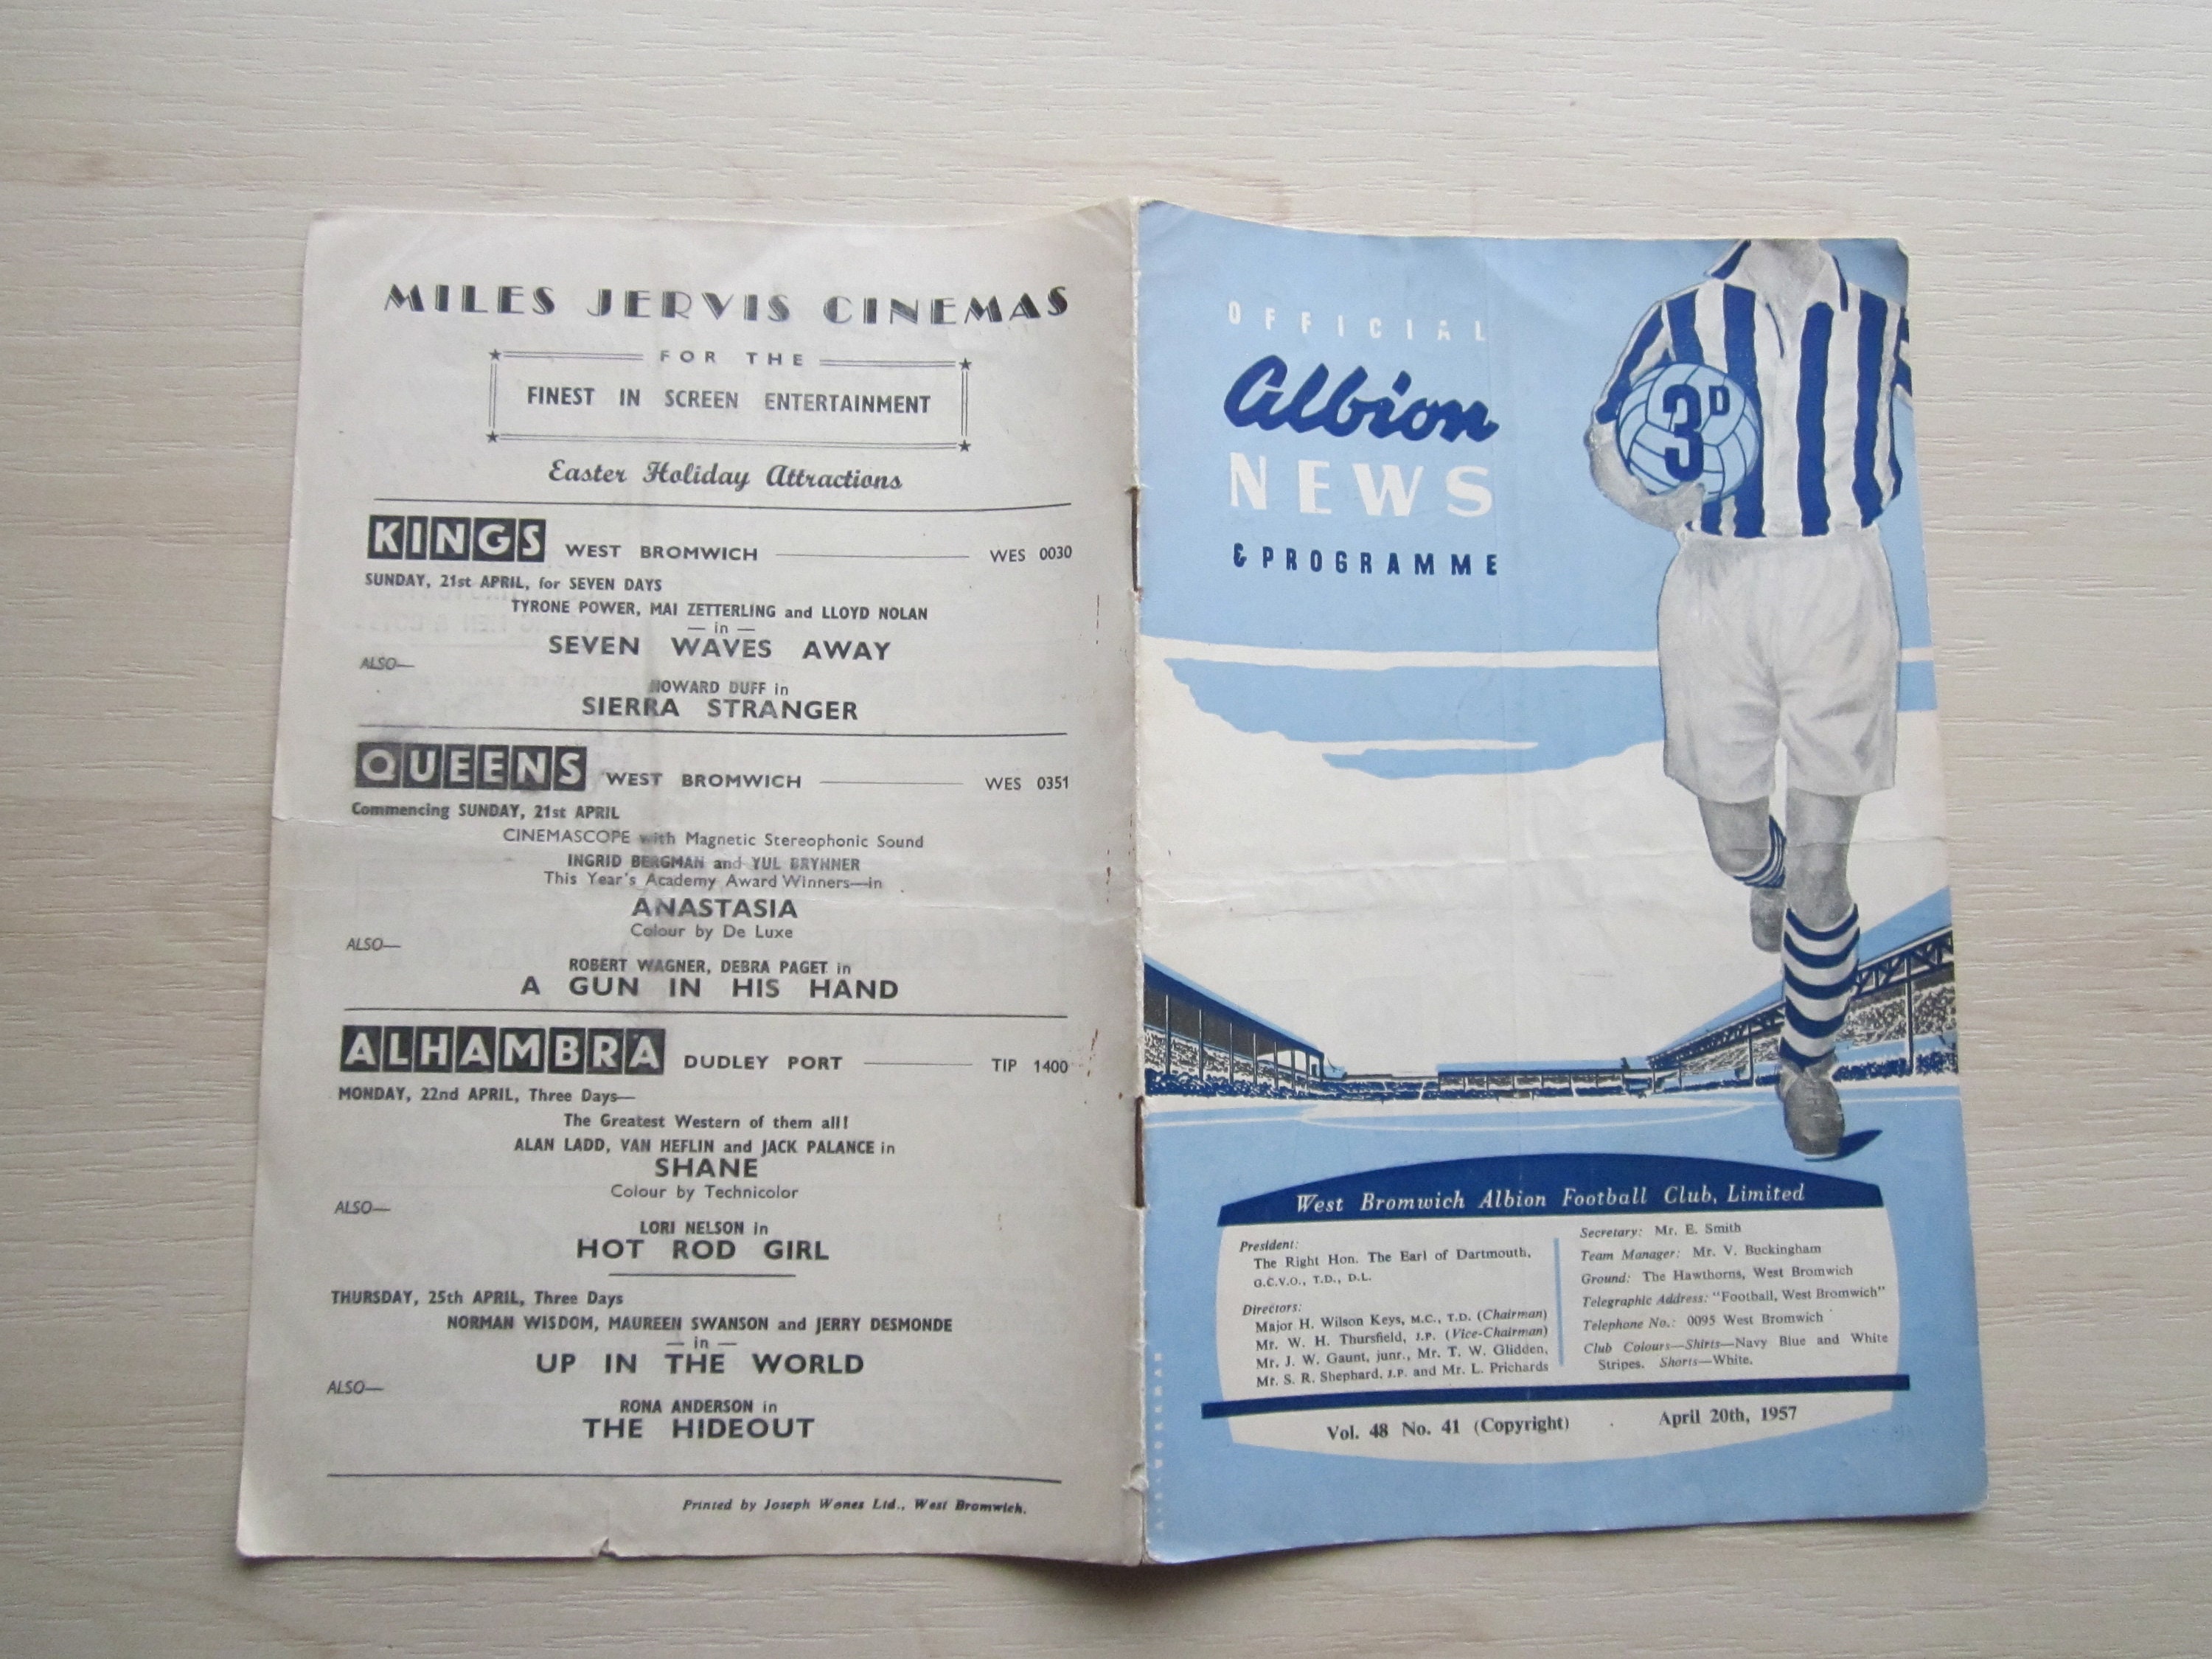 MILES JERVIS CINEMAS
FOR THE
FINEST IN SCREEN ENTERTAINMENT
Easter Holiday Attractions
KINGS WEST BROMWICH WES 0030
SUNDAY, 21st APRIL, for SEVEN DAYS
TYRONE POWER, MAI ZETTERLING and LLOYD NOLAN
— in —
SEVEN WAVES AWAY
ALSO—
HOWARD DUFF in
SIERRA STRANGER
QUEENS WEST BROMWICH WES 0351
Commencing SUNDAY, 21st APRIL
CINEMASCOPE with Magnetic Stereophonic Sound
INGRID BERGMAN and YUL BRYNNER
This Year's Academy Award Winners—in
ANASTASIA
Colour by De Luxe
ALSO—
ROBERT WAGNER, DEBRA PAGET in
A GUN IN HIS HAND
ALHAMBRA DUDLEY PORT TIP 1400
MONDAY, 22nd APRIL, Three Days—
The Greatest Western of them all!
ALAN LADD, VAN HEFLIN and JACK PALANCE in
SHANE
Colour by Technicolor
ALSO—
LORI NELSON in
HOT ROD GIRL
THURSDAY, 25th APRIL, Three Days
NORMAN WISDOM, MAUREEN SWANSON and JERRY DESMONDE
— in —
UP IN THE WORLD
ALSO—
RONA ANDERSON in
THE HIDEOUT
Printed by Joseph Wones Ltd., West Bromwich.
OFFICIAL
Albion
NEWS
& PROGRAMME
3D
West Bromwich Albion Football Club, Limited
President:
The Right Hon. The Earl of Dartmouth,
G.C.V.O., T.D., D.L.
Directors:
Major H. Wilson Keys, M.C., T.D. (Chairman)
Mr. W. H. Thursfield, J.P. (Vice-Chairman)
Mr. J. W. Gaunt, junr., Mr. T. W. Glidden,
Mr. S. R. Shephard, J.P. and Mr. L. Prichards
Secretary: Mr. E. Smith
Team Manager: Mr. V. Buckingham
Ground: The Hawthorns, West Bromwich
Telegraphic Address: "Football, West Bromwich"
Telephone No.: 0095 West Bromwich
Club Colours—Shirts—Navy Blue and White
Stripes. Shorts—White.
Vol. 48 No. 41 (Copyright) April 20th, 1957